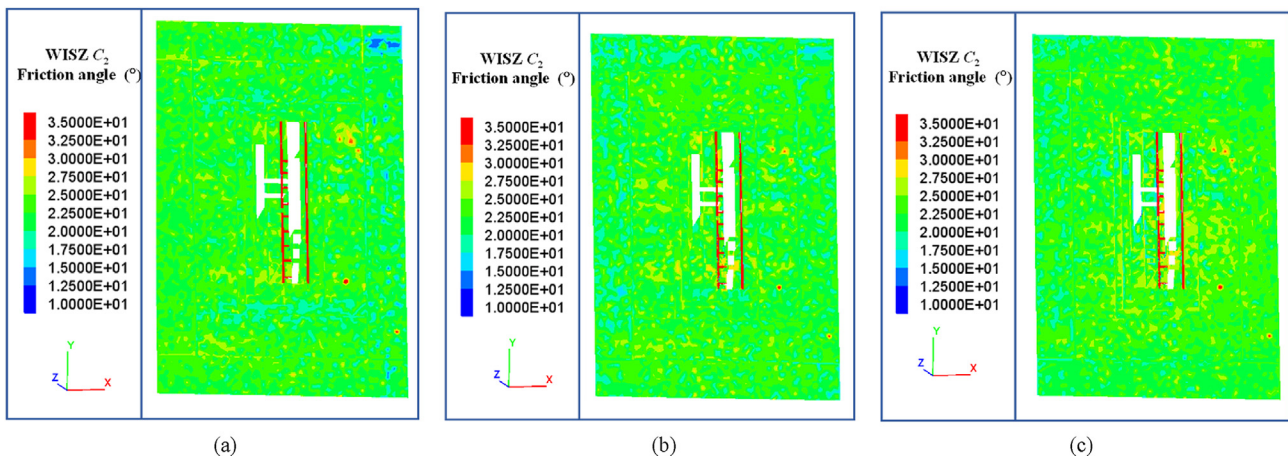 WISZ C2
Friction angle (°)
3.5000E+01
3.2500E+01
3.0000E+01
2.7500E+01
2.5000E+01
2.2500E+01
2.0000E+01
1.7500E+01
1.5000E+01
1.2500E+01
1.0000E+01
Y
Z
X
(a)
WISZ C2
Friction angle (°)
3.5000E+01
3.2500E+01
3.0000E+01
2.7500E+01
2.5000E+01
2.2500E+01
2.0000E+01
1.7500E+01
1.5000E+01
1.2500E+01
1.0000E+01
Y
Z
X
(b)
WISZ C2
Friction angle (°)
3.5000E+01
3.2500E+01
3.0000E+01
2.7500E+01
2.5000E+01
2.2500E+01
2.0000E+01
1.7500E+01
1.5000E+01
1.2500E+01
1.0000E+01
Y
Z
X
(c)